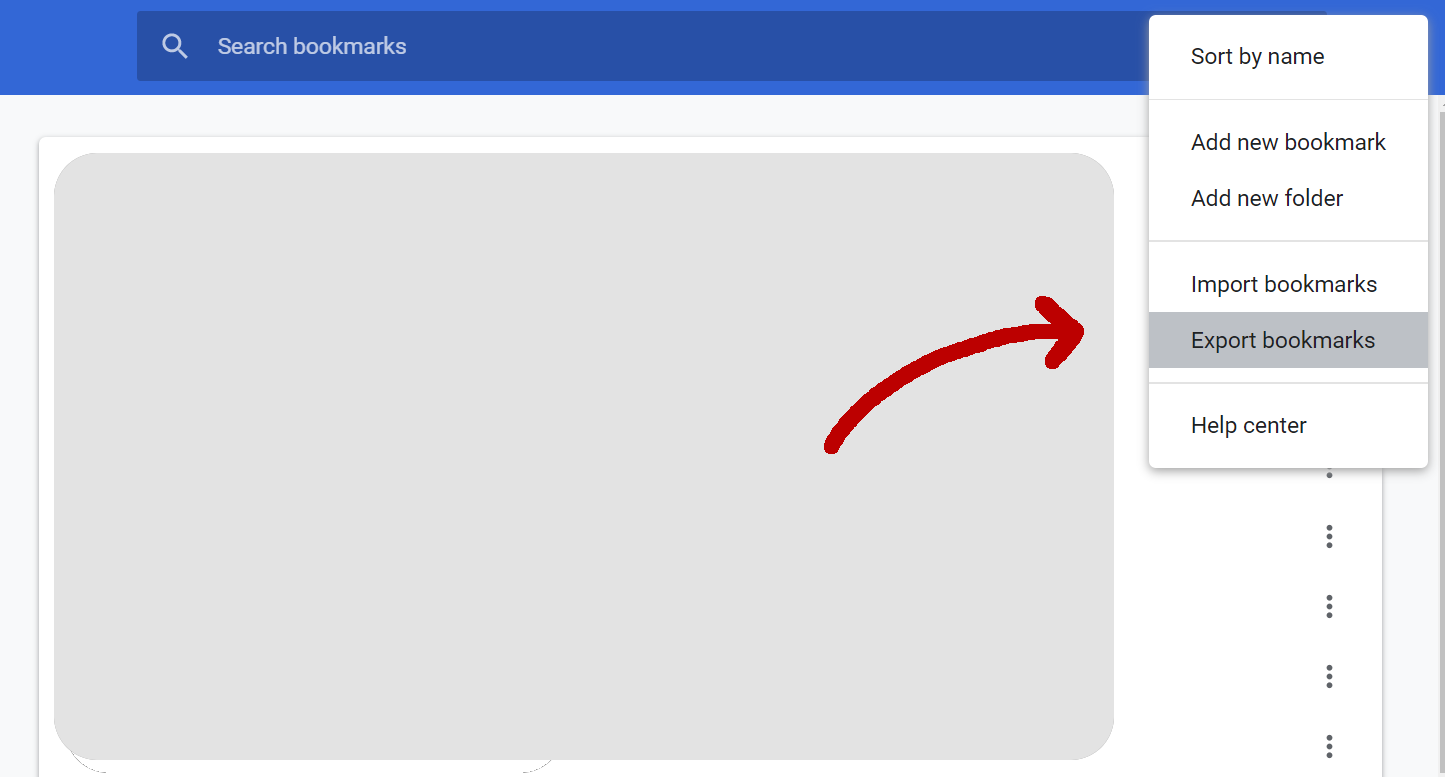 Search bookmarks
Sort by name
Add new bookmark
Add new folder
Import bookmarks
Export bookmarks
Help center